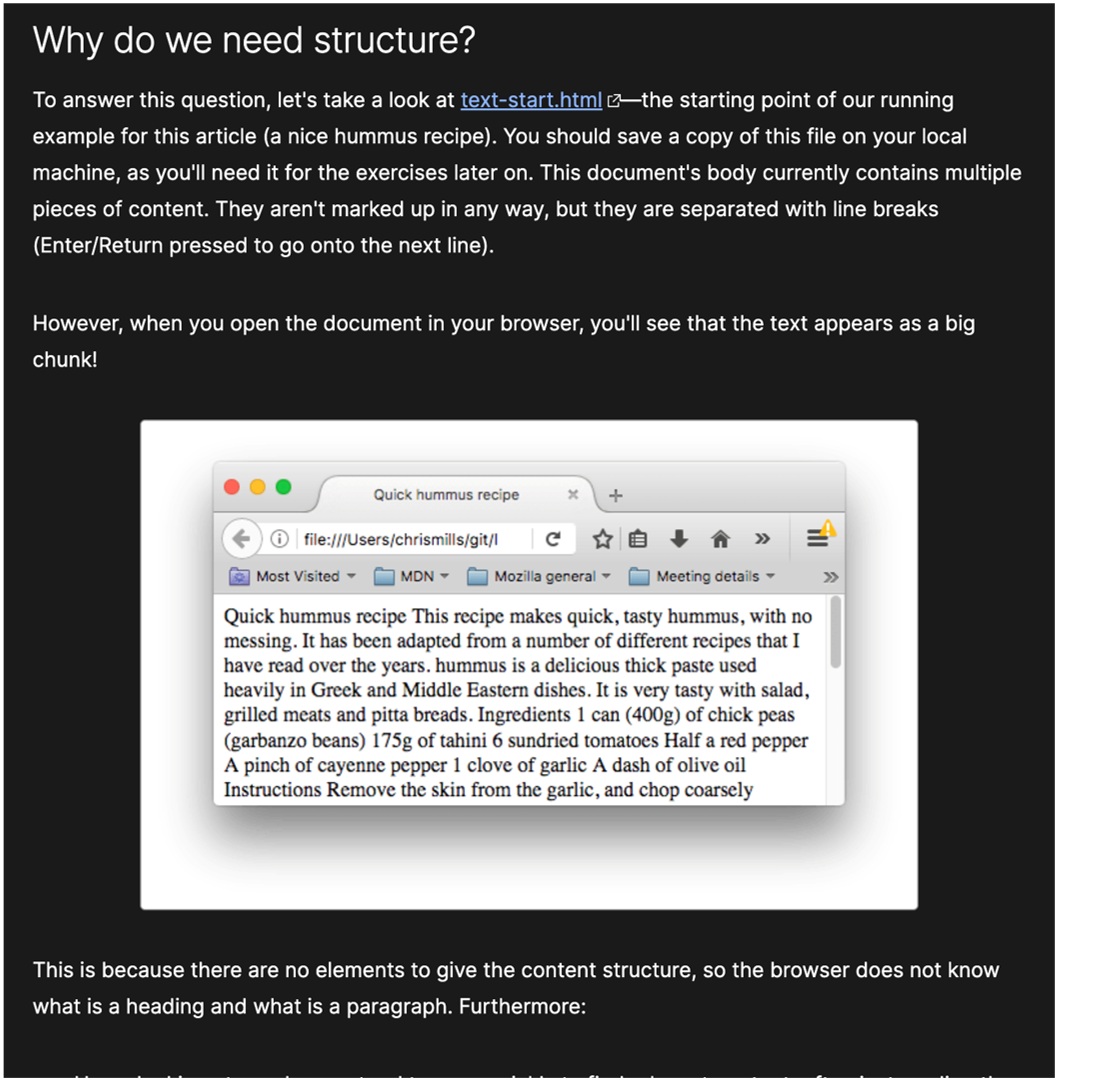 Why do we need structure?
To answer this question, let's take a look at text-start.html—the starting point of our running
example for this article (a nice hummus recipe). You should save a copy of this file on your local
machine, as you'll need it for the exercises later on. This document's body currently contains multiple
pieces of content. They aren't marked up in any way, but they are separated with line breaks
(Enter/Return pressed to go onto the next line).
However, when you open the document in your browser, you'll see that the text appears as a big
chunk!
Quick hummus recipe
file:///Users/chrismills/git/l
Most Visited MDN Mozilla general Meeting details
Quick hummus recipe This recipe makes quick, tasty hummus, with no
messing. It has been adapted from a number of different recipes that I
have read over the years. hummus is a delicious thick paste used
heavily in Greek and Middle Eastern dishes. It is very tasty with salad,
grilled meats and pitta breads. Ingredients 1 can (400g) of chick peas
(garbanzo beans) 175g of tahini 6 sundried tomatoes Half a red pepper
A pinch of cayenne pepper 1 clove of garlic A dash of olive oil
Instructions Remove the skin from the garlic, and chop coarsely
This is because there are no elements to give the content structure, so the browser does not know
what is a heading and what is a paragraph. Furthermore: